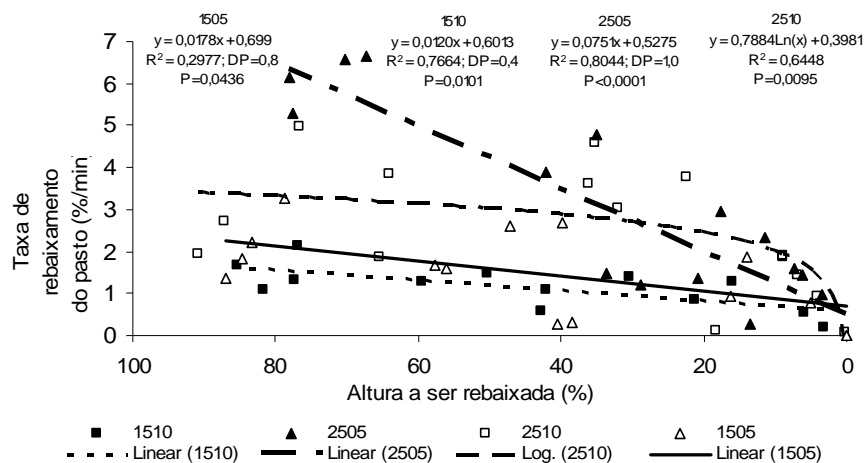 1505 1510 2505 2510
y = 0,0178x + 0,699 y = 0,0120x + 0,6013 y = 0,0751x + 0,5275 y = 0,7884Ln(x) + 0,3981
R² = 0,2977; DP=0,8 R² = 0,7664; DP=0,4 R² = 0,8044; DP=1,0 R² = 0,6448
P=0,0436 P=0,0101 P<0,0001 P=0,0095
Taxa de
rebaixamento
do pasto (%/min)
7
6
5
4
3
2
1
0
100 80 60 40 20 0
Altura a ser rebaixada (%)
1510 2505 2510 1505
Linear (1510) Linear (2505) Log. (2510) Linear (1505)